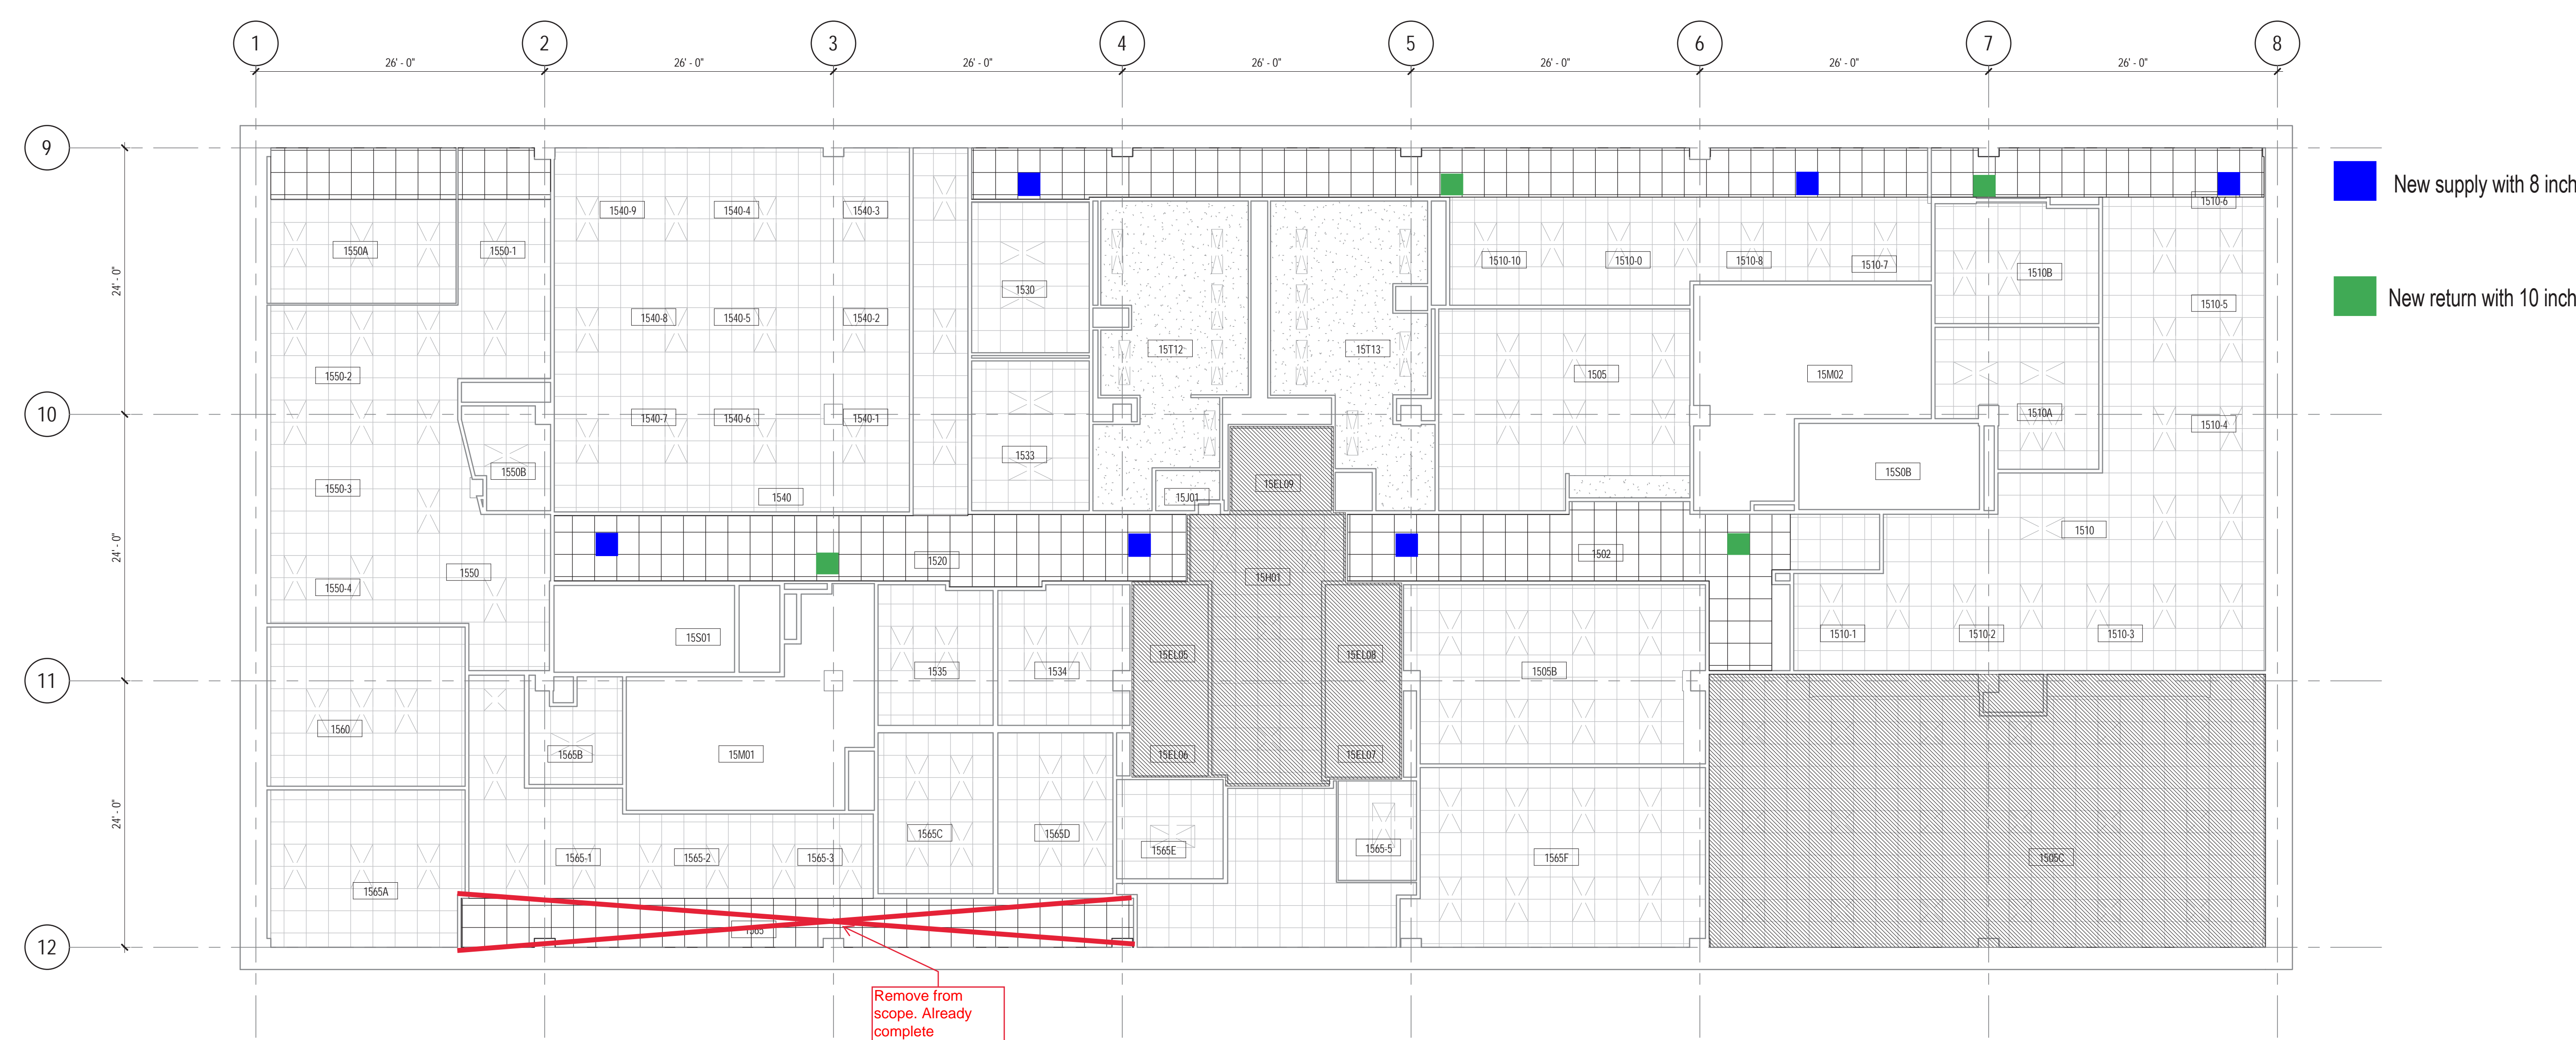 1 2 3 4 5 6 7 8
26' - 0" 26' - 0" 26' - 0" 26' - 0" 26' - 0" 26' - 0" 26' - 0"
9
New supply with 8 inch
1510-6
1540-9 1540-4 1540-3
1550A 1550-1 1510-10 1510-0 1510-8 1510-7
1510B
24' - 0"
1530 1510-5
New return with 10 inch
1540-8 1540-5 1540-2
15T12 15T13
1550-2 1505 15M02
10
1540-7 1540-6 1540-1 1510A 1510-4
1533
1550B 15S0B
15EL09
1550-3 1540 15J01
1510
24' - 0"
1520 1502
1550 15H01
1550-4
15S01 1510-1 1510-2 1510-3
15EL05 15EL08
1535 1534 1505B
11
1560
1565B 15M01 15EL06 15EL07
24' - 0"
1565C 1565D
1565E 1565-5
1565-1 1565-2 1565-3 1565F 1505C
1565A
12
Remove from
scope. Already
complete